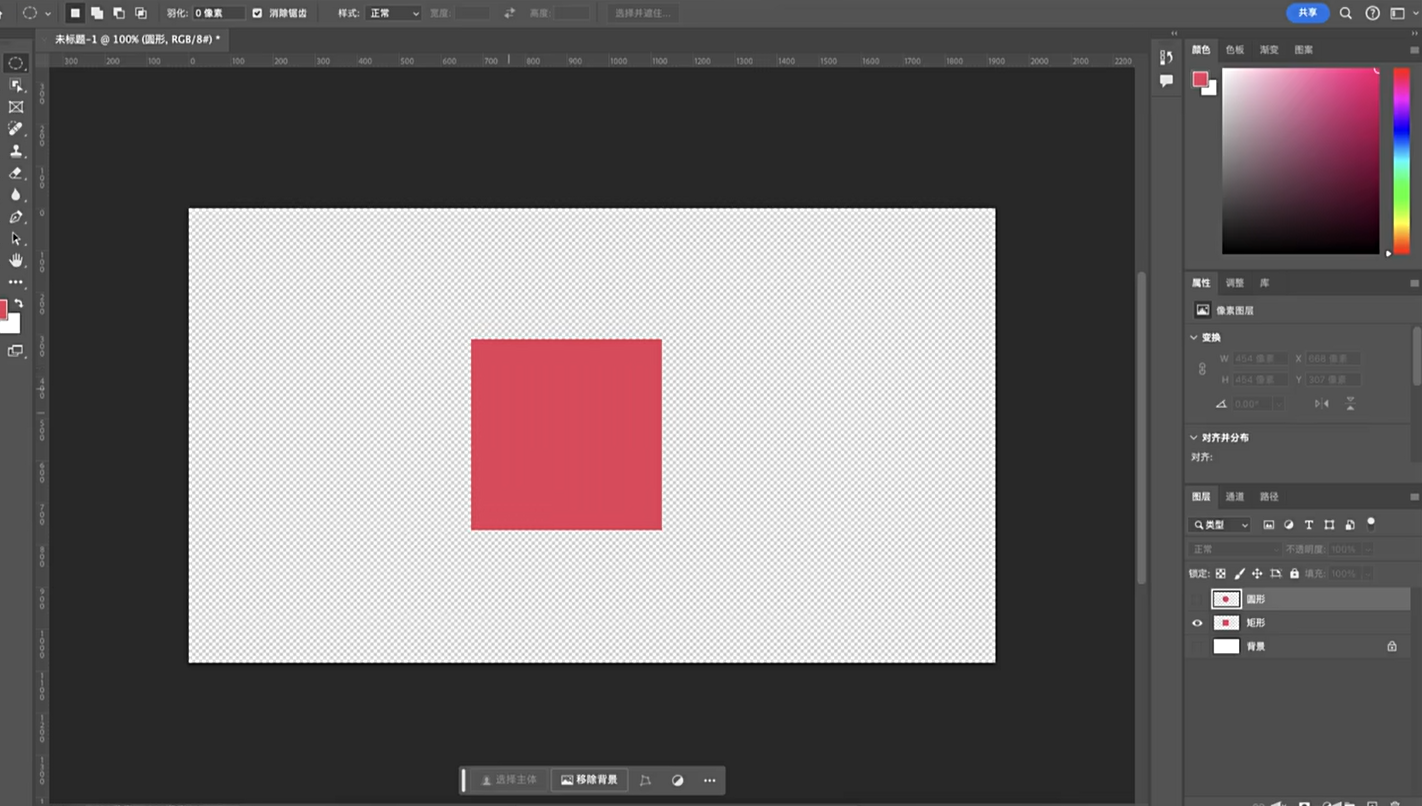 羽化: 0 像素 消除锯齿 样式: 正常 宽度: 高度: 选择并遮住... 共享
未标题-1 @ 100% (圆形, RGB/8#) *
300 200 100 0 100 200 300 400 500 600 700 800 900 1000 1100 1200 1300 1400 1500 1600 1700 1800 1900 2000 2100 2200
颜色 色板 渐变 图案
属性 调整 库
像素图层
变换
W 454 像素 X 668 像素
H 454 像素 Y 307 像素
0.00°
对齐并分布
对齐:
图层 通道 路径
类型
正常 不透明度: 100%
锁定: 填充: 100%
圆形
矩形
背景
选择主体 移除背景